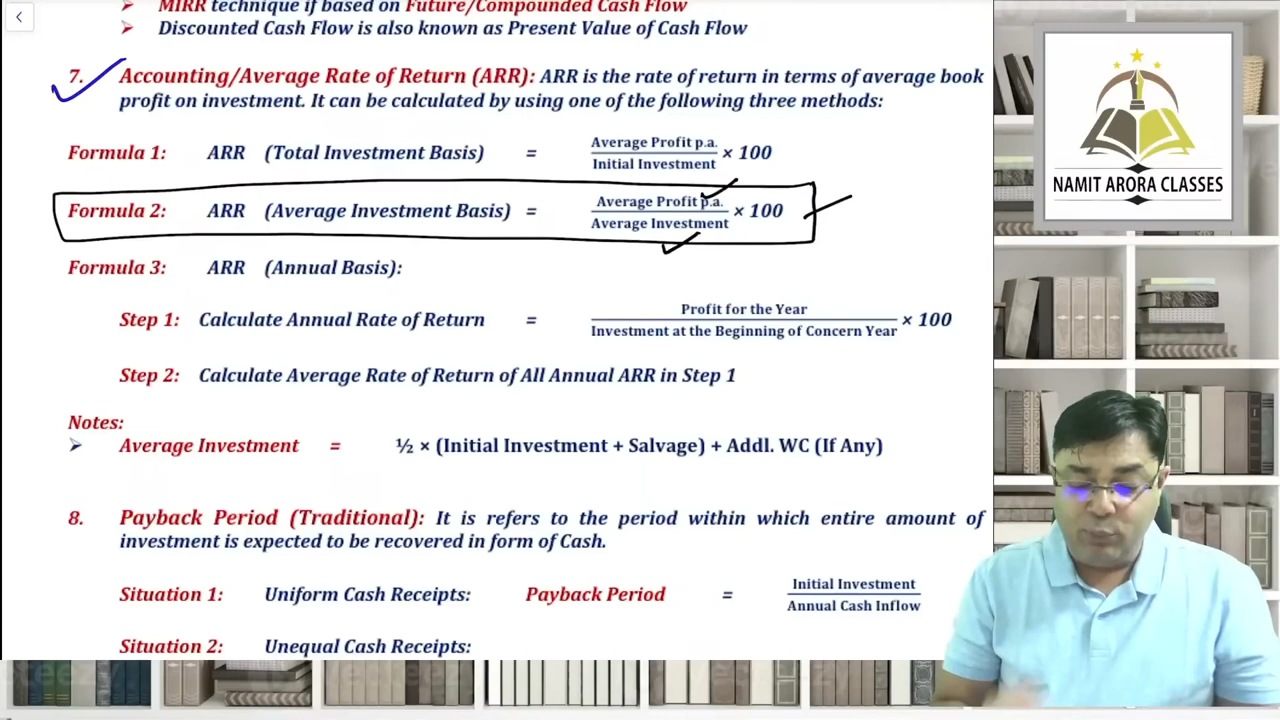 MIRR technique if based on Future/Compounded Cash Flow
Discounted Cash Flow is also known as Present Value of Cash Flow
7. Accounting/Average Rate of Return (ARR): ARR is the rate of return in terms of average book
profit on investment. It can be calculated by using one of the following three methods:
Formula 1: ARR (Total Investment Basis) = Average Profit p.a. / Initial Investment × 100
Formula 2: ARR (Average Investment Basis) = Average Profit p.a. / Average Investment × 100
Formula 3: ARR (Annual Basis):
Step 1: Calculate Annual Rate of Return = Profit for the Year / Investment at the Beginning of Concern Year × 100
Step 2: Calculate Average Rate of Return of All Annual ARR in Step 1
Notes:
Average Investment = ½ × (Initial Investment + Salvage) + Addl. WC (If Any)
8. Payback Period (Traditional): It is refers to the period within which entire amount of
investment is expected to be recovered in form of Cash.
Situation 1: Uniform Cash Receipts: Payback Period = Initial Investment / Annual Cash Inflow
Situation 2: Unequal Cash Receipts:
NAMIT ARORA CLASSES